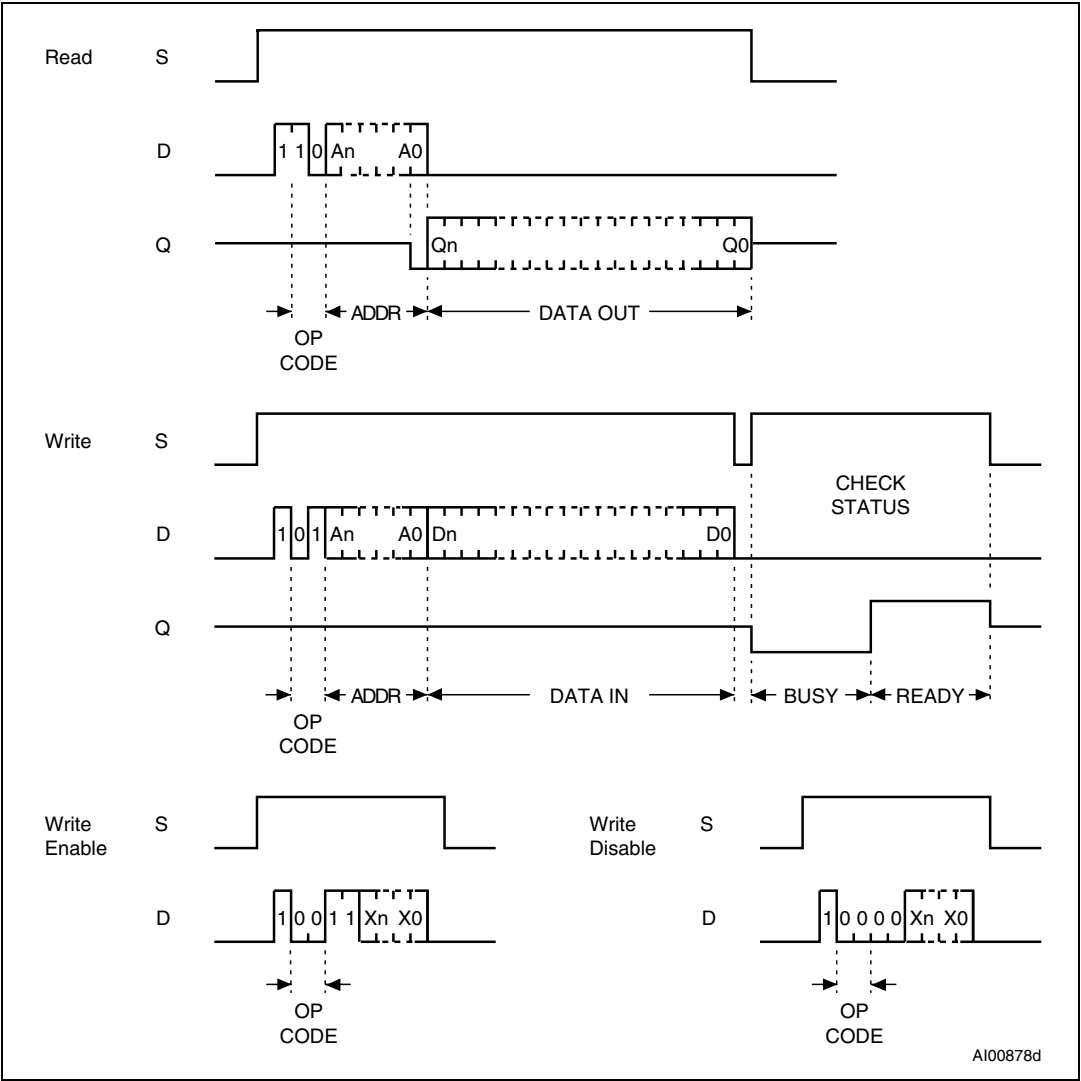 Read S
D 1 1 0 An A0
Q Qn Q0
ADDR DATA OUT
OP
CODE
Write S
CHECK
STATUS
D 1 0 1 An A0 Dn D0
Q
ADDR DATA IN BUSY READY
OP
CODE
Write S
Enable
D 1 0 0 1 1 Xn X0
OP
CODE
Write S
Disable
D 1 0 0 0 0 Xn X0
OP
CODE
AI00878d